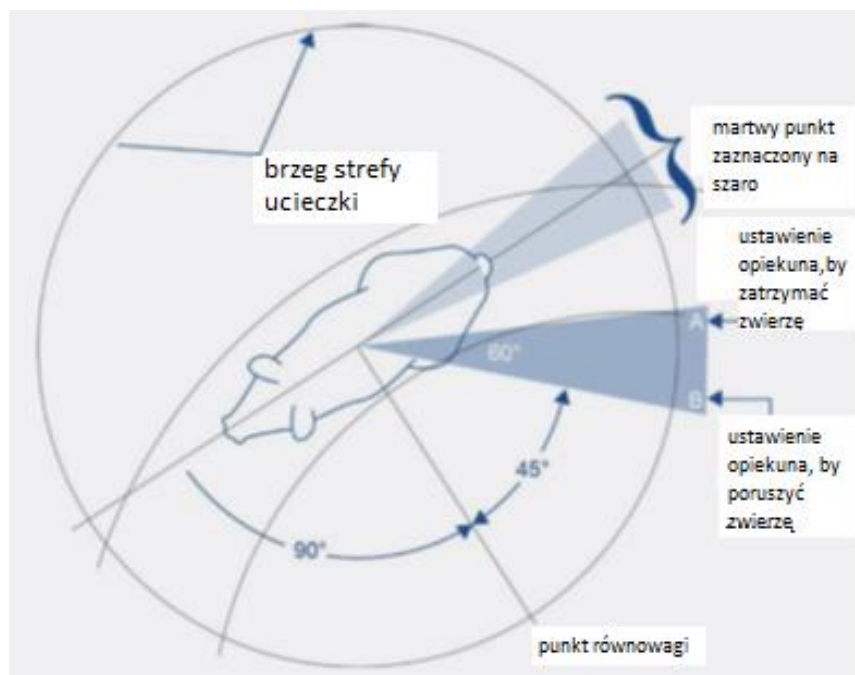 brzeg strefy
ucieczki
martwy punkt
zaznaczony na
szaro
ustawienie
opiekuna,by
zatrzymać
zwierzę
A
60°
B
ustawienie
opiekuna, by
poruszyć
zwierzę
45°
90°
punkt równowagi